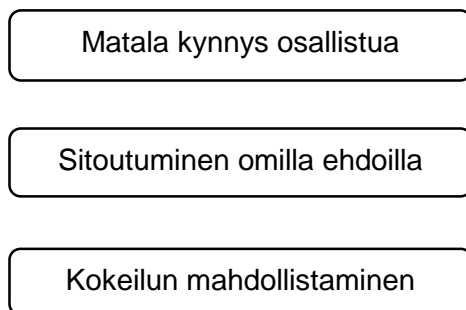 Matala kynnys osallistua
Sitoutuminen omilla ehdoilla
Kokeilun mahdollistaminen